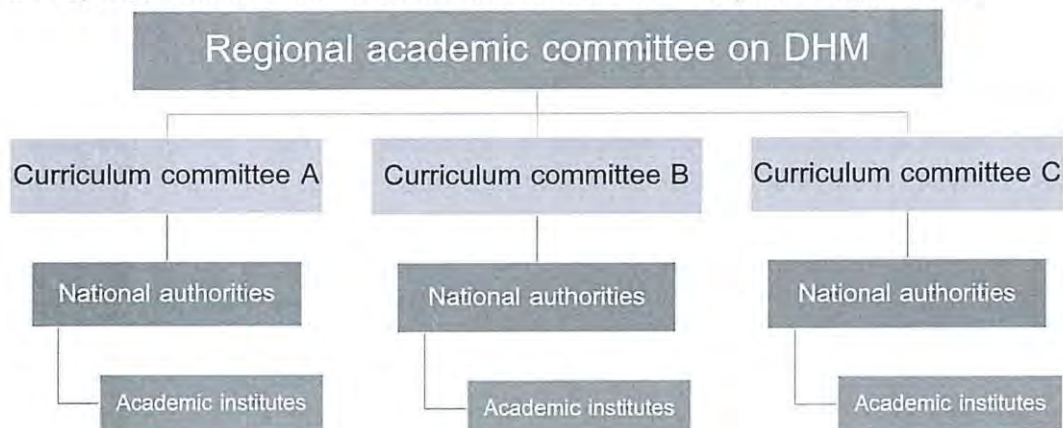 Regional academic committee on DHM
Curriculum committee A
Curriculum committee B
Curriculum committee C
National authorities
National authorities
National authorities
Academic institutes
Academic institutes
Academic institutes